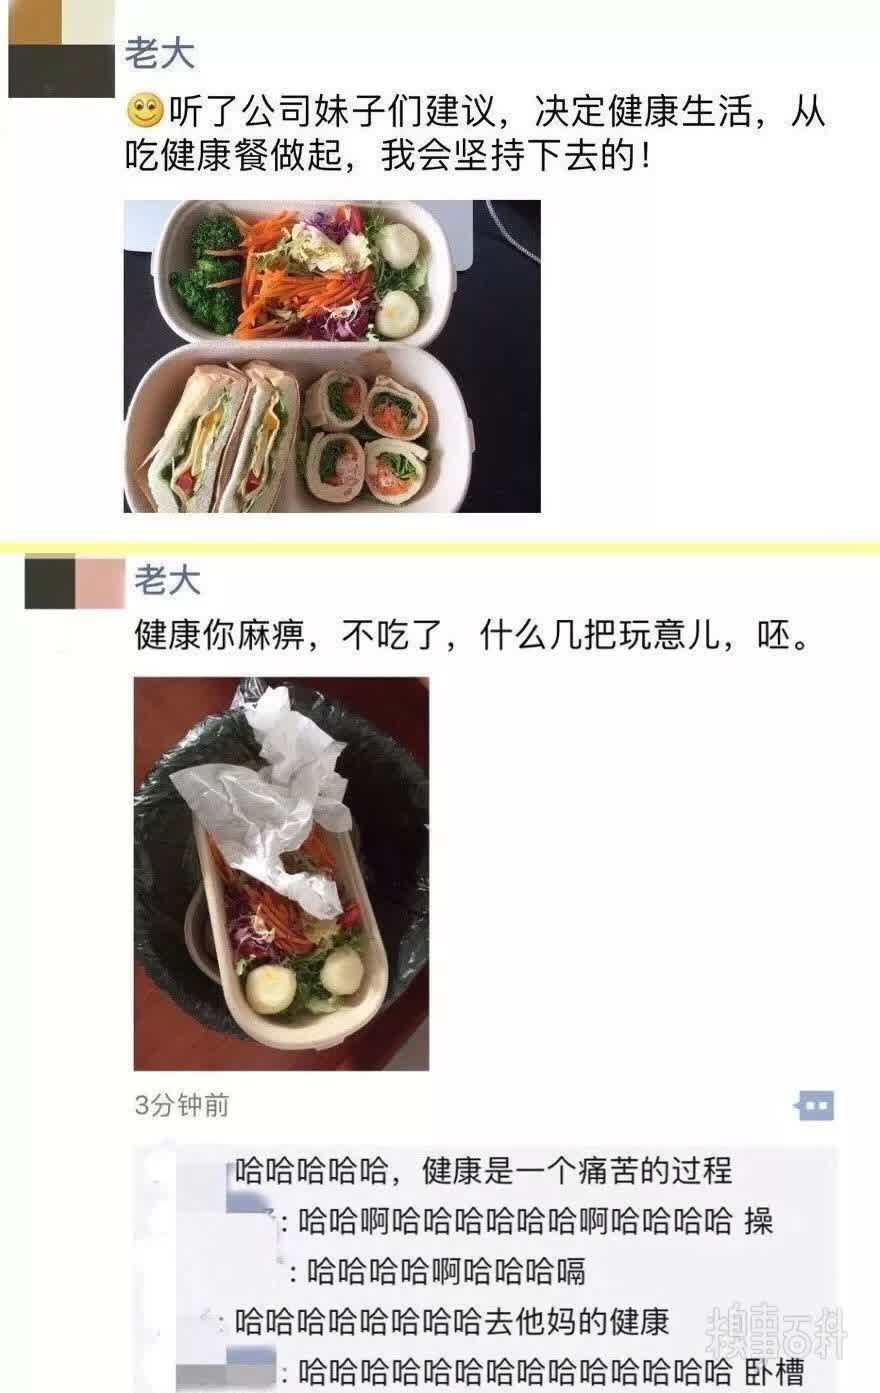 老大
听了公司妹子们建议，决定健康生活，从
吃健康餐做起，我会坚持下去的！
老大
健康你麻痹，不吃了，什么几把玩意儿，呸。
3分钟前
哈哈哈哈哈，健康是一个痛苦的过程
: 哈哈啊哈哈哈哈哈哈啊哈哈哈哈 操
: 哈哈哈哈啊哈哈哈嗝
: 哈哈哈哈哈哈哈哈去他妈的健康
: 哈哈哈哈哈哈哈哈哈哈哈哈哈哈 卧槽
糗事百科